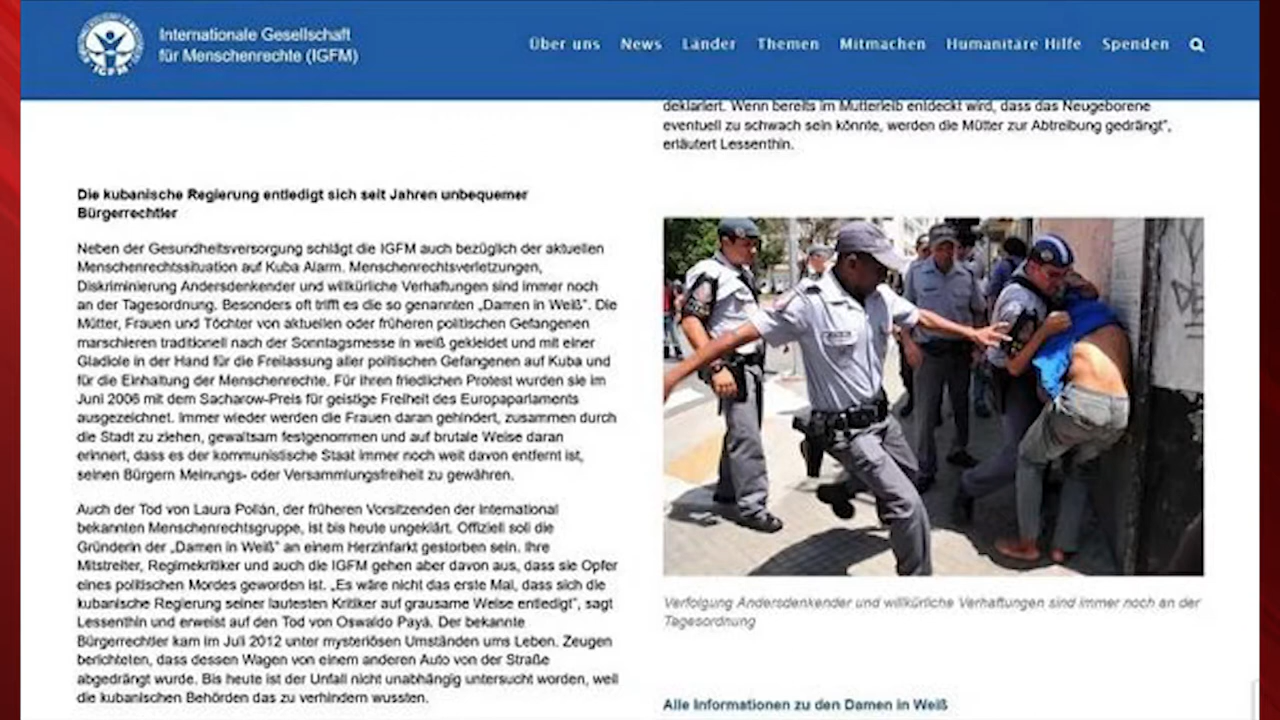 Internationale Gesellschaft
für Menschenrechte (IGFM)
Über uns News Länder Themen Mitmachen Humanitäre Hilfe Spenden
IGFM
Die kubanische Regierung entledigt sich seit Jahren unbequemer
Bürgerrechtler
Neben der Gesundheitsversorgung schlägt die IGFM auch bezüglich der aktuellen
Menschenrechtssituation auf Kuba Alarm. Menschenrechtsverletzungen,
Diskriminierung Andersdenkender und willkürliche Verhaftungen sind immer noch
an der Tagesordnung. Besonders oft trifft es die so genannten „Damen in Weiß“. Die
Mütter, Frauen und Töchter von aktuellen oder früheren politischen Gefangenen
marschieren traditionell nach der Sonntagsmesse in weiß gekleidet und mit einer
Gladiole in der Hand für die Freilassung aller politischen Gefangenen auf Kuba und
für die Einhaltung der Menschenrechte. Für ihren friedlichen Protest wurden sie im
Juni 2006 mit dem Sacharow-Preis für geistige Freiheit des Europaparlaments
ausgezeichnet. Immer wieder werden die Frauen daran gehindert, zusammen durch
die Stadt zu ziehen, gewaltsam festgenommen und auf brutale Weise daran
erinnert, dass es der kommunistische Staat immer noch weit davon entfernt ist,
seinen Bürgern Meinungs- oder Versammlungsfreiheit zu gewähren.
Auch der Tod von Laura Pollán, der früheren Vorsitzenden der international
bekannten Menschenrechtsgruppe, ist bis heute ungeklärt. Offiziell soll die
Gründerin der „Damen in Weiß“ an einem Herzinfarkt gestorben sein. Ihre
Mitstreiter, Regimekritiker und auch die IGFM gehen aber davon aus, dass sie Opfer
eines politischen Mordes geworden ist. „Es wäre nicht das erste Mal, dass sich die
kubanische Regierung seiner lautesten Kritiker auf grausame Weise entledigt“, sagt
Lessenthin und erweist auf den Tod von Oswaldo Payá. Der bekannte
Bürgerrechtler kam im Juli 2012 unter mysteriösen Umständen ums Leben. Zeugen
berichteten, dass dessen Wagen von einem anderen Auto von der Straße
abgedrängt wurde. Bis heute ist der Unfall nicht unabhängig untersucht worden, weil
die kubanischen Behörden das zu verhindern wussten.
deklariert. Wenn bereits im Mutterleib entdeckt wird, dass das Neugeborene
eventuell zu schwach sein könnte, werden die Mütter zur Abtreibung gedrängt“,
erläutert Lessenthin.
Verfolgung Andersdenkender und willkürliche Verhaftungen sind immer noch an der
Tagesordnung
Alle Informationen zu den Damen in Weiß